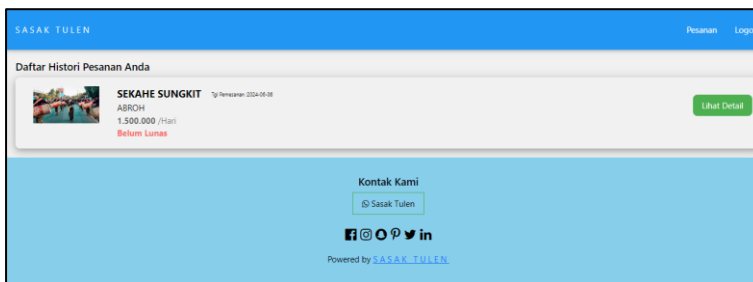 SASAK TULEN
Pesanan Logo
Daftar Histori Pesanan Anda
SEKAHE SUNGKIT Tgl Pemesanan: 2024-06-06
ABROH
1.500.000 /Hari
Belum Lunas
Lihat Detail
Kontak Kami
Sasak Tulen
Powered by SASAK TULEN